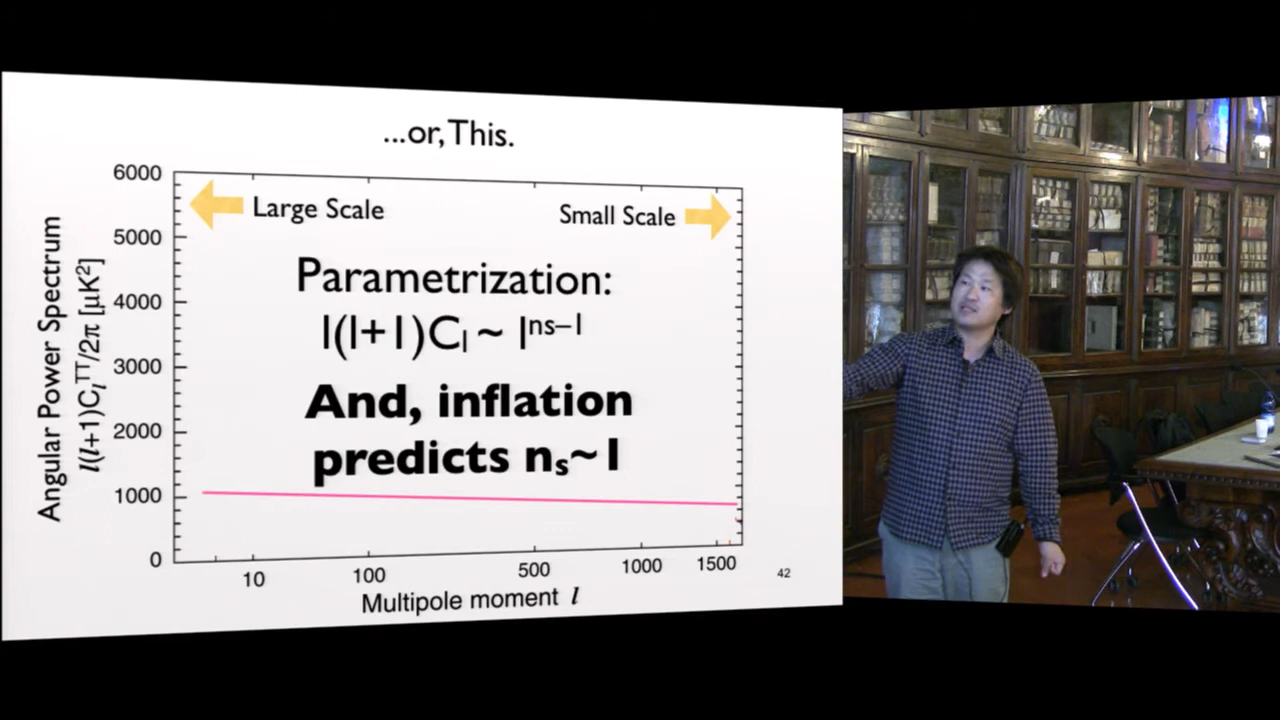 ...or, This.
6000
5000
4000
3000
2000
1000
0
Angular Power Spectrum
l(l+1)Cₗᵀᵀ/2π [μK²]
Large Scale
Small Scale
Parametrization:
l(l+1)Cₗ ~ lⁿˢ⁻¹
And, inflation
predicts nₛ~1
10
100
500
1000
1500
Multipole moment l
42